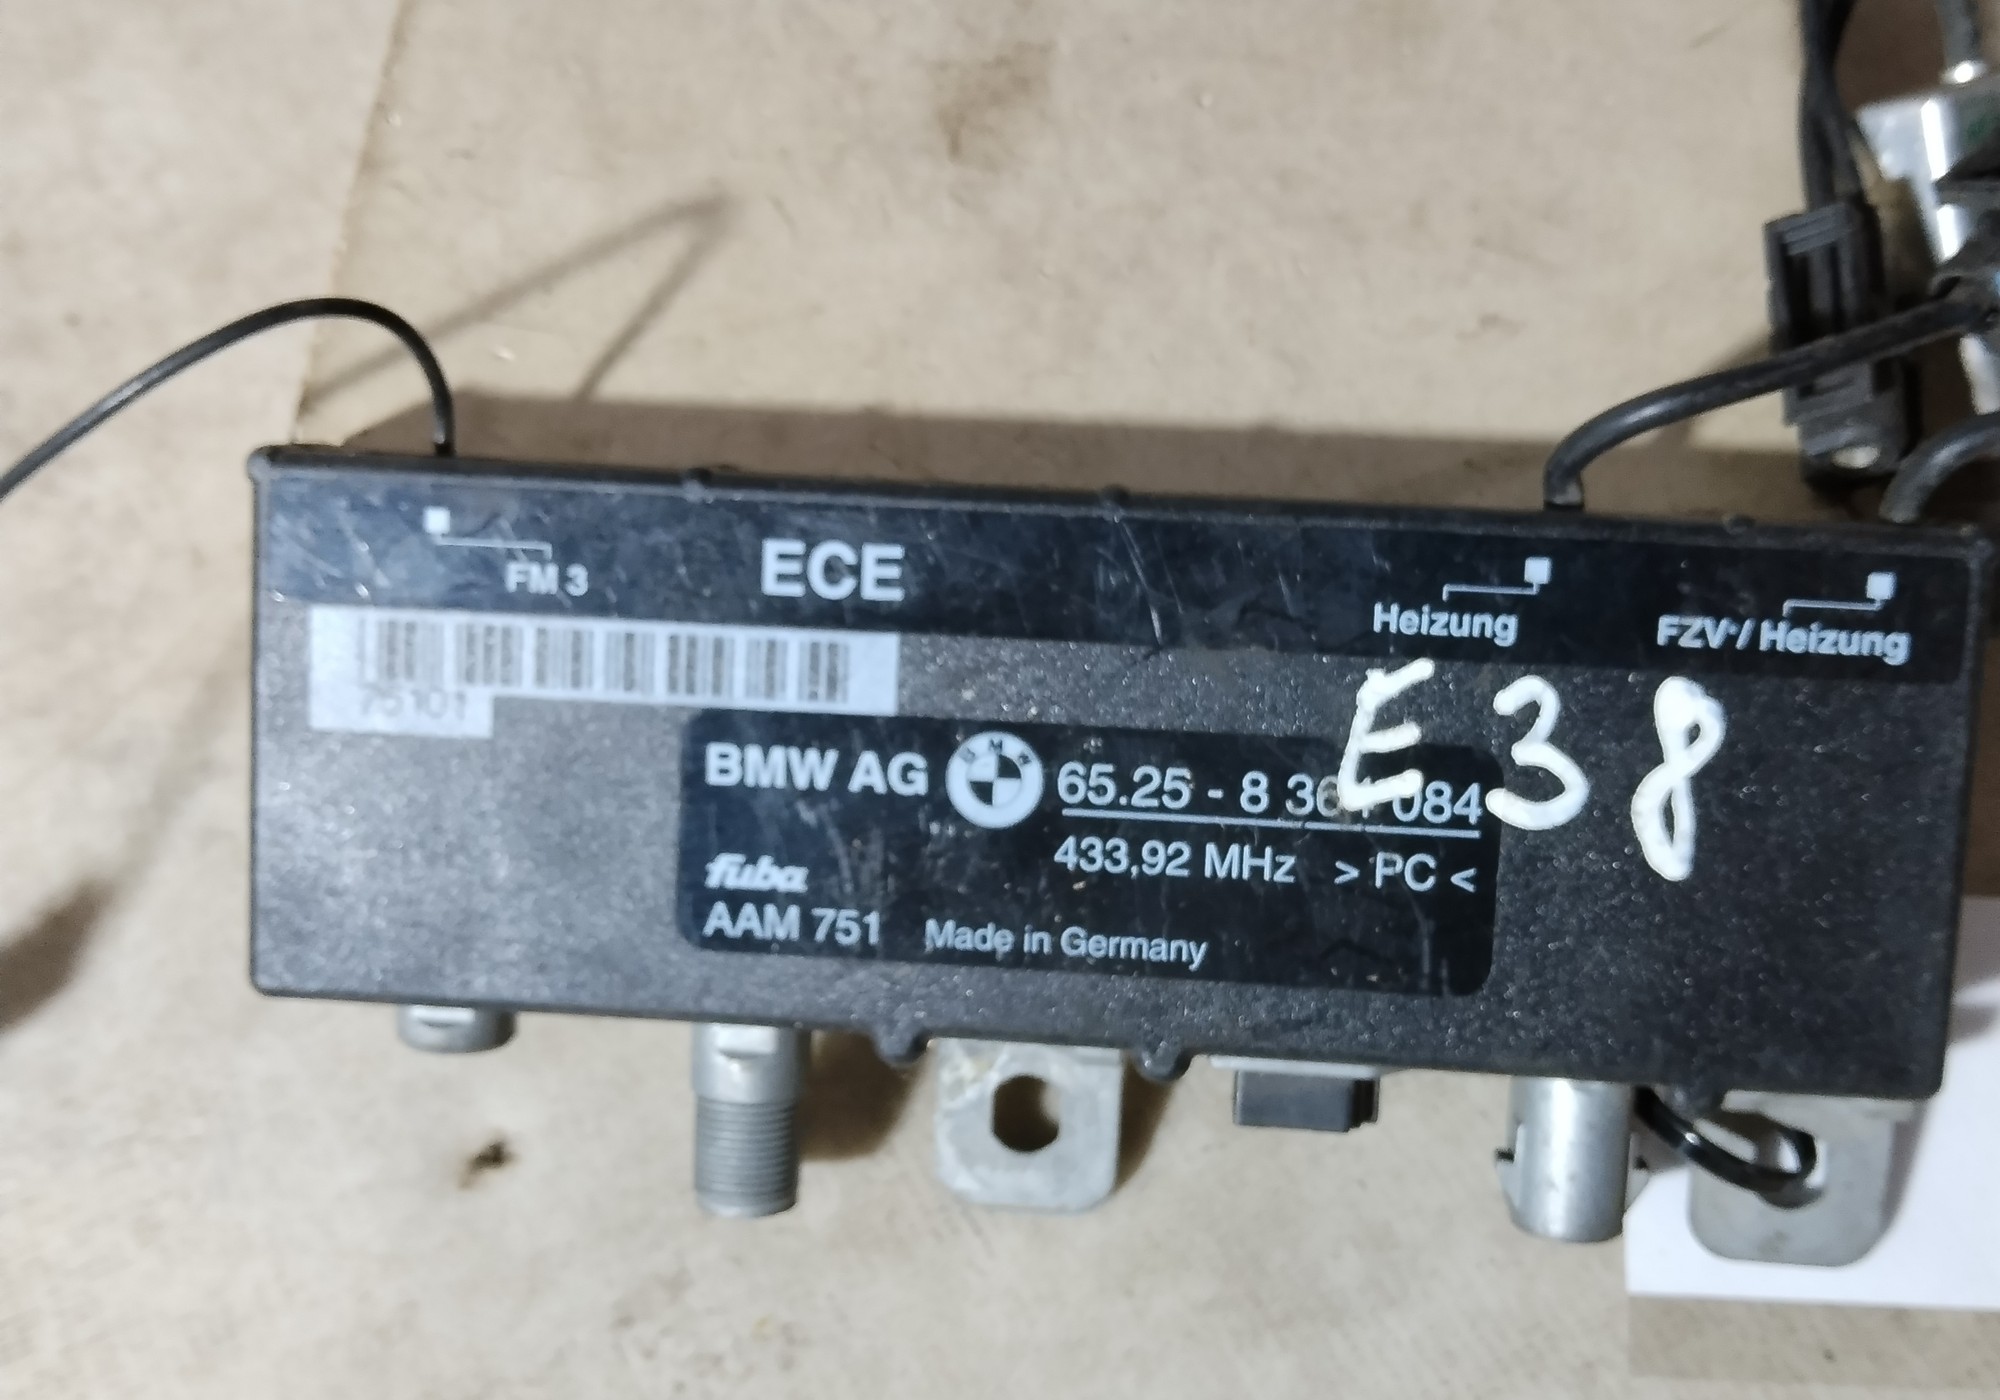 FM 3
ECE
Heizung
FZV / Heizung
75101
E38
BMW AG BMW 65.25 - 8 36 084
433,92 MHz > PC <
fuba
AAM 751 Made in Germany